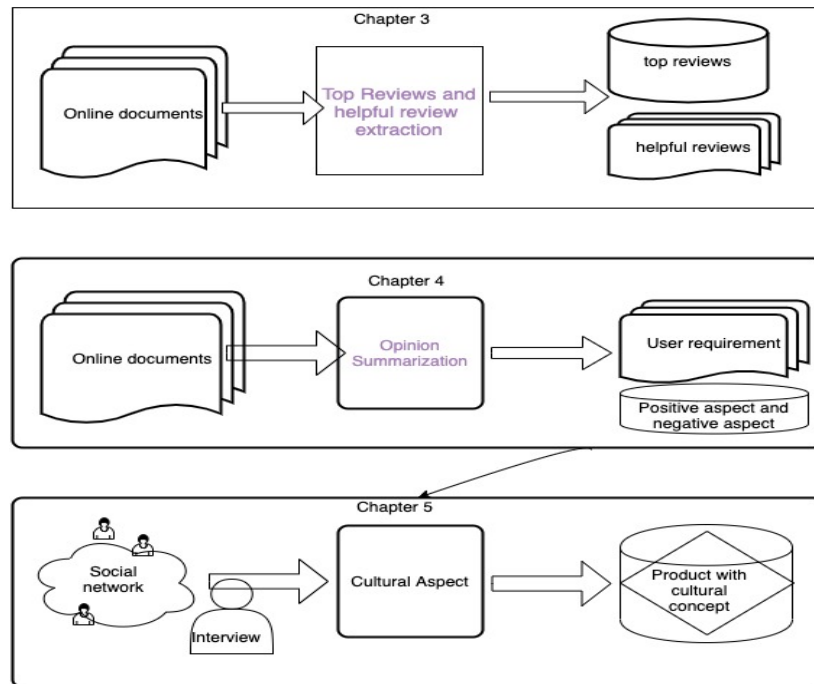 Chapter 3
Online documents
Top Reviews and
helpful review
extraction
top reviews
helpful reviews
Chapter 4
Online documents
Opinion
Summarization
User requirement
Positive aspect and
negative aspect
Chapter 5
Social
network
Interview
Cultural Aspect
Product with
cultural
concept